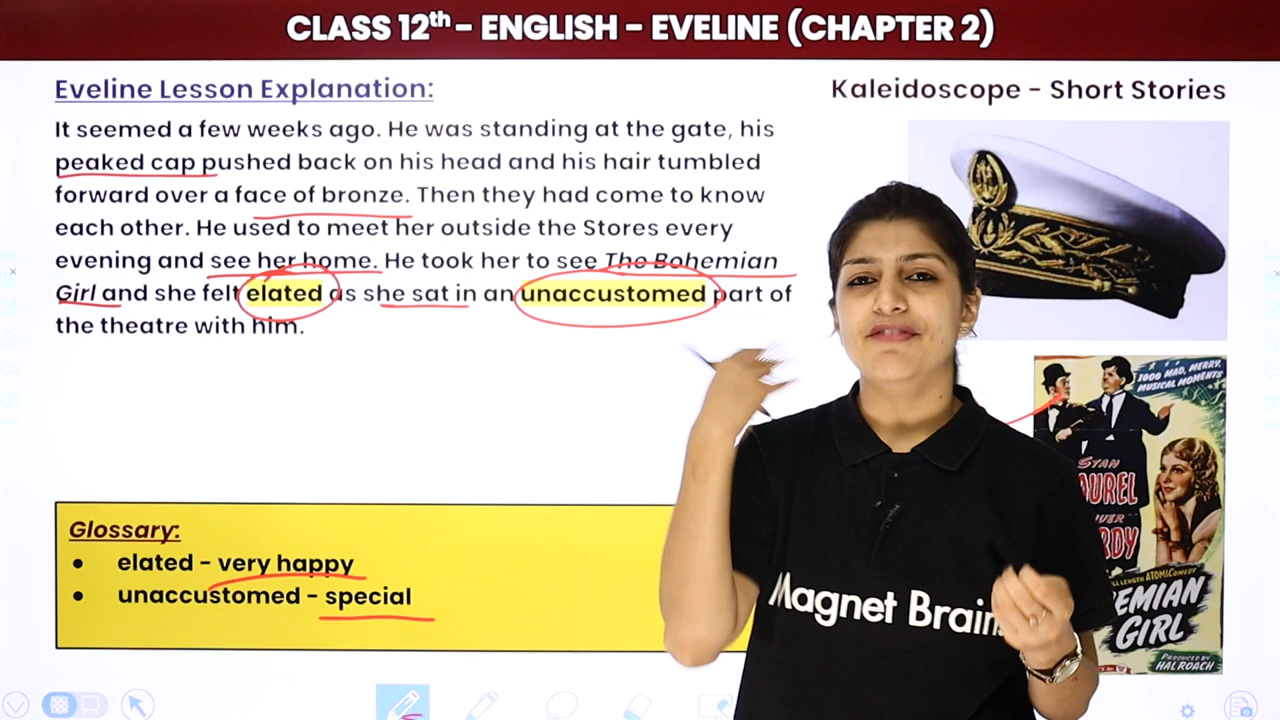 CLASS 12th - ENGLISH - EVELINE (CHAPTER 2)
Eveline Lesson Explanation:
Kaleidoscope - Short Stories
It seemed a few weeks ago. He was standing at the gate, his
peaked cap pushed back on his head and his hair tumbled
forward over a face of bronze. Then they had come to know
each other. He used to meet her outside the Stores every
evening and see her home. He took her to see The Bohemian
Girl and she felt elated as she sat in an unaccustomed part of
the theatre with him.
1000 MAD, MERRY,
MUSICAL MOMENTS
STAN
AUREL
RDY
ATOMICOMEDY
EMIAN
GIRL
PRODUCED BY
HAL ROACH
Glossary:
● elated - very happy
● unaccustomed - special
Magnet Brain